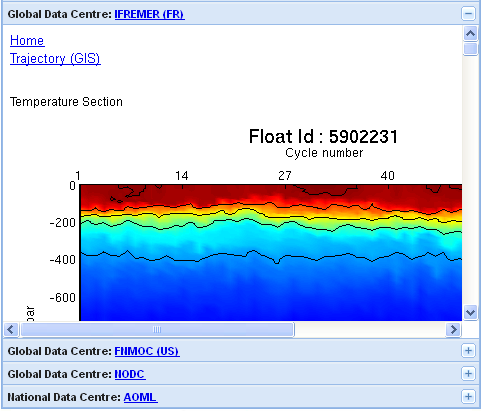 Global Data Centre: IFREMER (FR)
Home
Trajectory (GIS)
Temperature Section
Float Id : 5902231
Cycle number
1 14 27 40
0
-200
-400
-600
bar
Global Data Centre: FNMOC (US)
Global Data Centre: NODC
National Data Centre: AOML